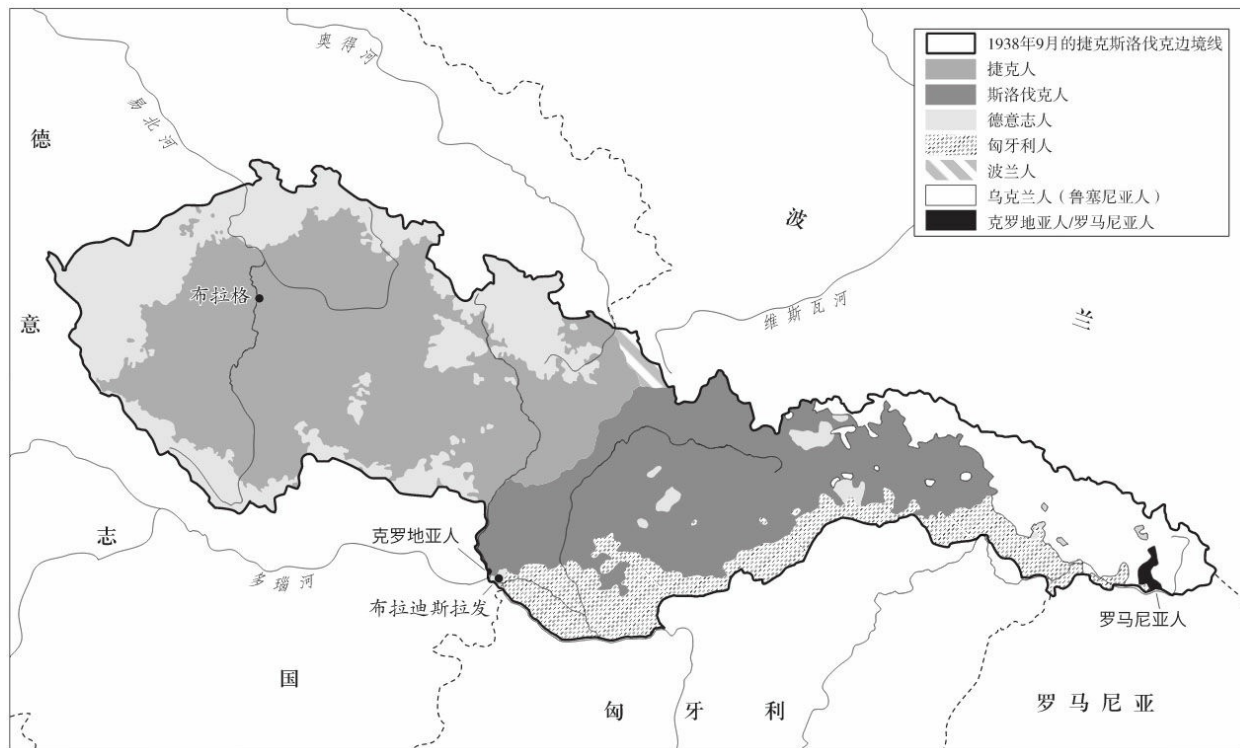 1938年9月的捷克斯洛伐克边境线
捷克人
斯洛伐克人
德意志人
匈牙利人
波兰人
乌克兰人（鲁塞尼亚人）
克罗地亚人/罗马尼亚人
奥得河
易北河
德
波
布拉格
意
维斯瓦河
兰
志
克罗地亚人
多瑙河
布拉迪斯拉发
罗马尼亚人
国
匈牙利
罗马尼亚